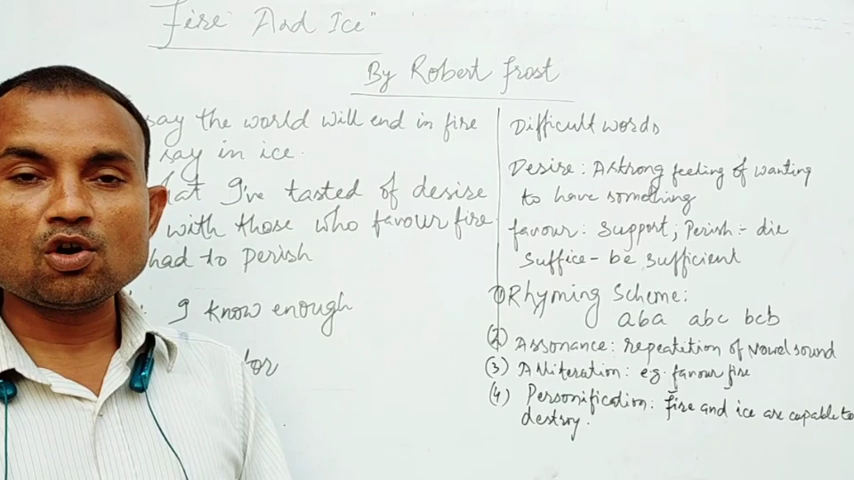 Fire And Ice"
By Robert Frost
say the world will end in fire
say in ice.
I've tasted of desire
with those who favour fire
had to perish
I know enough
Difficult words
Desire: A strong feeling of wanting
to have something
favour: Support; Perish:- die
Suffice- be sufficient
① Rhyming Scheme:
aba abc bcb
(2) Assonance: repeatetion of vowel sound
(3) Alliteration: eg. favour fire
(4) Personification: fire and ice are capable to
destroy.